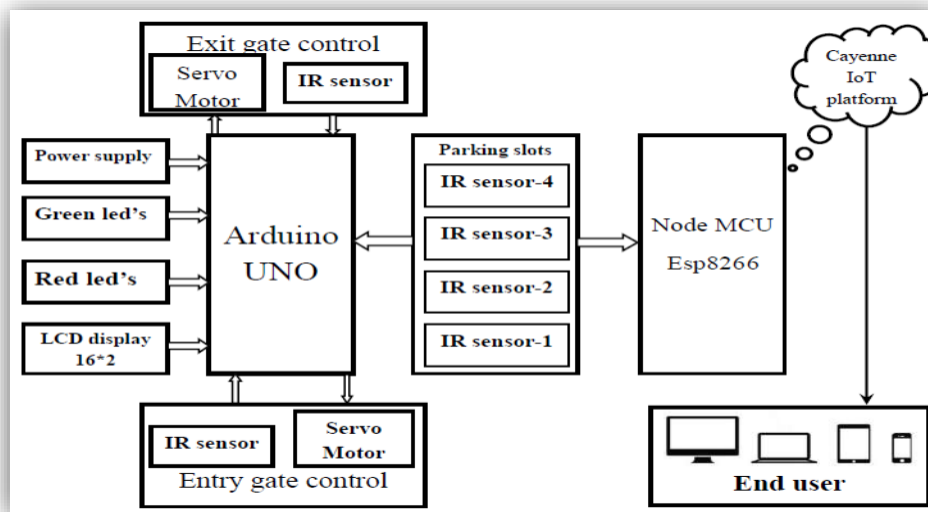 Exit gate control
Servo
Motor
IR sensor
Cayenne
IoT
platform
Power supply
Green led's
Red led's
LCD display
16*2
Arduino
UNO
Parking slots
IR sensor-4
IR sensor-3
IR sensor-2
IR sensor-1
Node MCU
Esp8266
IR sensor
Servo
Motor
Entry gate control
End user